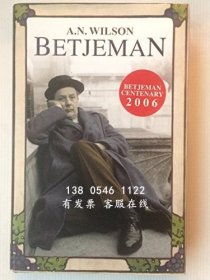 A.N. WILSON
BETJEMAN
BETJEMAN
CENTENARY
2006
138 0546 1122
有发票 客服在线